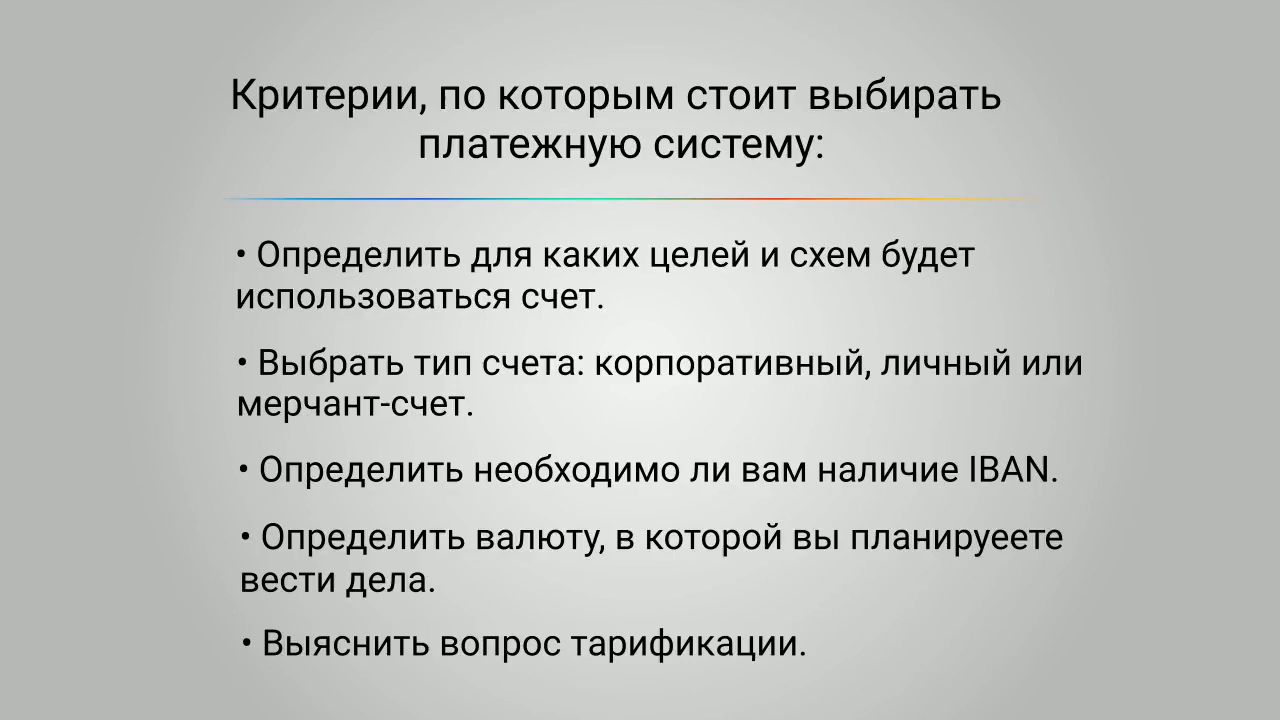 Критерии, по которым стоит выбирать
платежную систему:
• Определить для каких целей и схем будет
использоваться счет.
• Выбрать тип счета: корпоративный, личный или
мерчант-счет.
• Определить необходимо ли вам наличие IBAN.
• Определить валюту, в которой вы планируеете
вести дела.
• Выяснить вопрос тарификации.